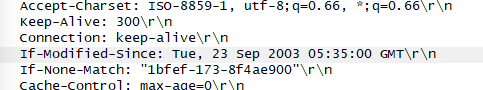 Accept-Charset: ISO-8859-1, utf-8;q=0.66, *;q=0.66\r\n
Keep-Alive: 300\r\n
Connection: keep-alive\r\n
If-Modified-Since: Tue, 23 Sep 2003 05:35:00 GMT\r\n
If-None-Match: "1bfef-173-8f4ae900"\r\n
Cache-Control: max-age=0\r\n